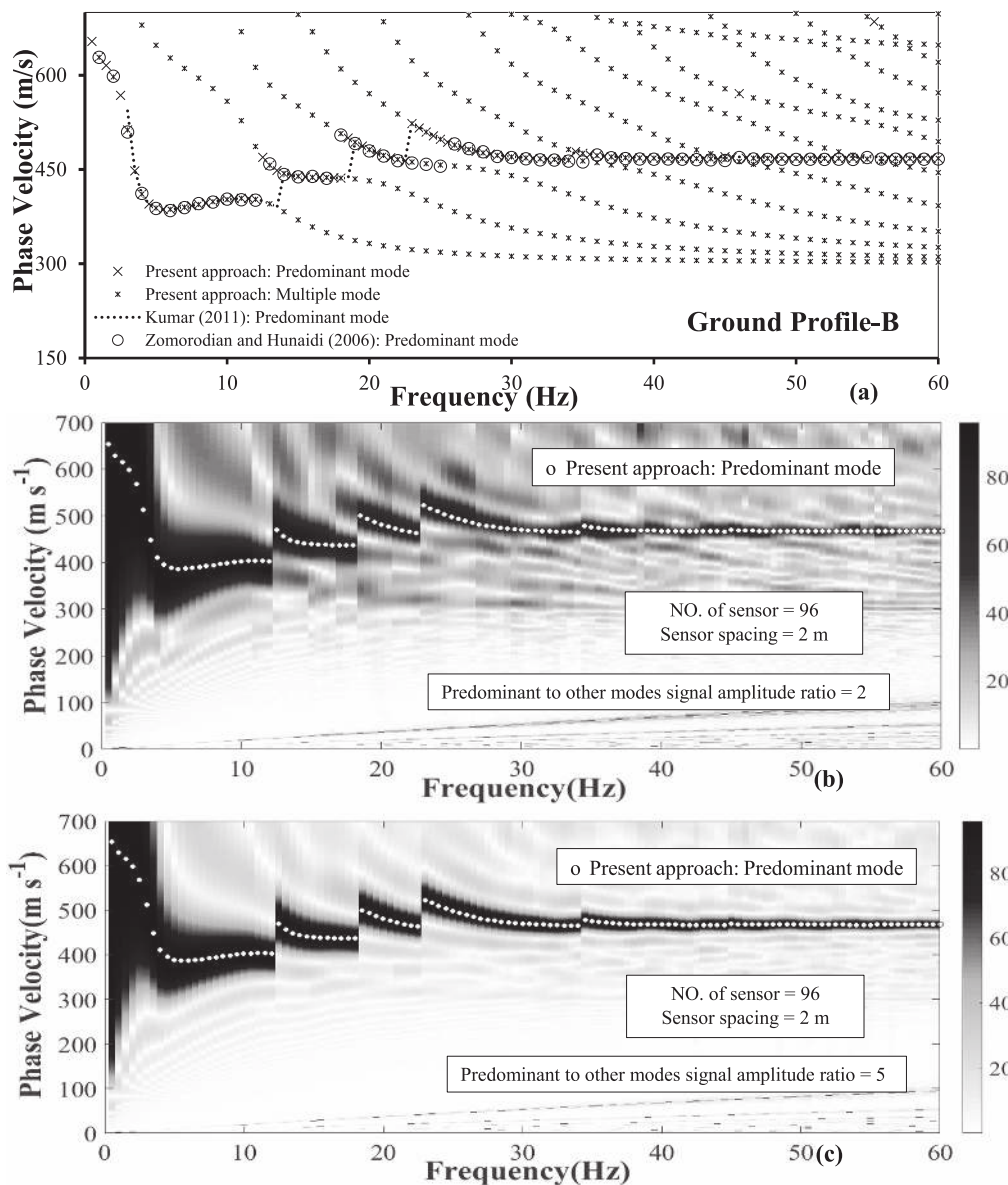 Phase Velocity (m/s)
600
450
300
150
× Present approach: Predominant mode
Present approach: Multiple mode
Kumar (2011): Predominant mode
Zomorodian and Hunaidi (2006): Predominant mode
Ground Profile-B
0 10 20 30 40 50 60
Frequency (Hz)
(a)
Phase Velocity (m s-1)
700
600
500
400
300
200
100
0
o Present approach: Predominant mode
NO. of sensor = 96
Sensor spacing = 2 m
Predominant to other modes signal amplitude ratio = 2
80
60
40
20
0 10 20 30 40 50 60
Frequency(Hz)
(b)
Phase Velocity(m s-1)
700
600
500
400
300
200
100
0
o Present approach: Predominant mode
NO. of sensor = 96
Sensor spacing = 2 m
Predominant to other modes signal amplitude ratio = 5
80
60
40
20
0 10 20 30 40 50 60
Frequency(Hz)
(c)